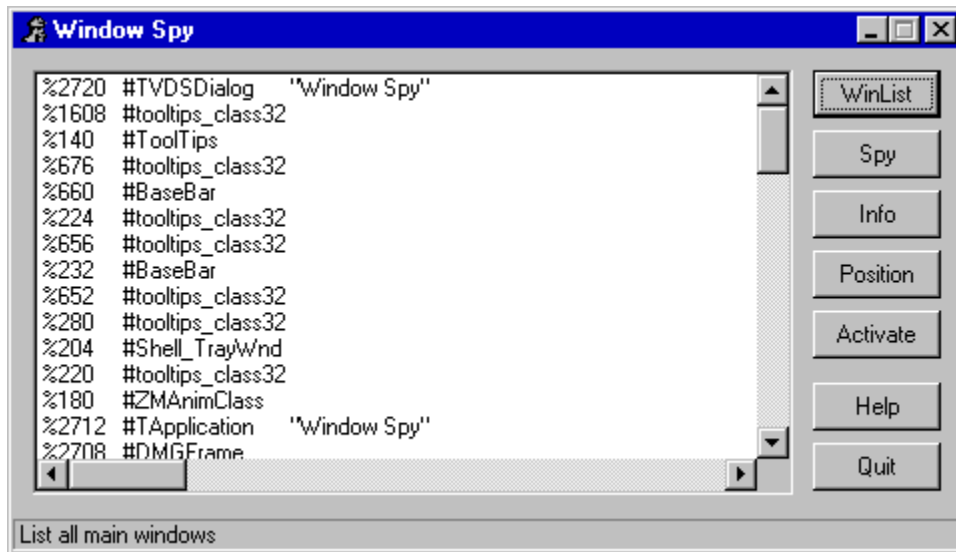 Window Spy
%2720 #TVDSDialog "Window Spy"
%1608 #tooltips_class32
%140 #ToolTips
%676 #tooltips_class32
%660 #BaseBar
%224 #tooltips_class32
%656 #tooltips_class32
%232 #BaseBar
%652 #tooltips_class32
%280 #tooltips_class32
%204 #Shell_TrayWnd
%220 #tooltips_class32
%180 #ZMAnimClass
%2712 #TApplication "Window Spy"
%2708 #DMGFrame
WinList
Spy
Info
Position
Activate
Help
Quit
List all main windows